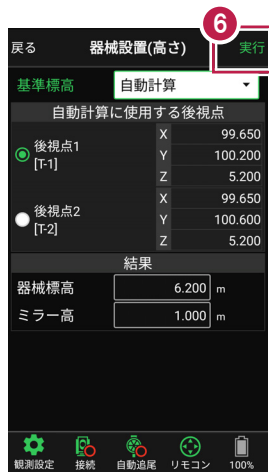 6
戻る 器械設置(高さ) 実行
基準標高 自動計算
自動計算に使用する後視点
後視点1 [T-1]
X 99.650
Y 100.200
Z 5.200
後視点2 [T-2]
X 99.650
Y 100.600
Z 5.200
結果
器械標高 6.200 m
ミラー高 1.000 m
観測設定 接続 自動追尾 リモコン 100%